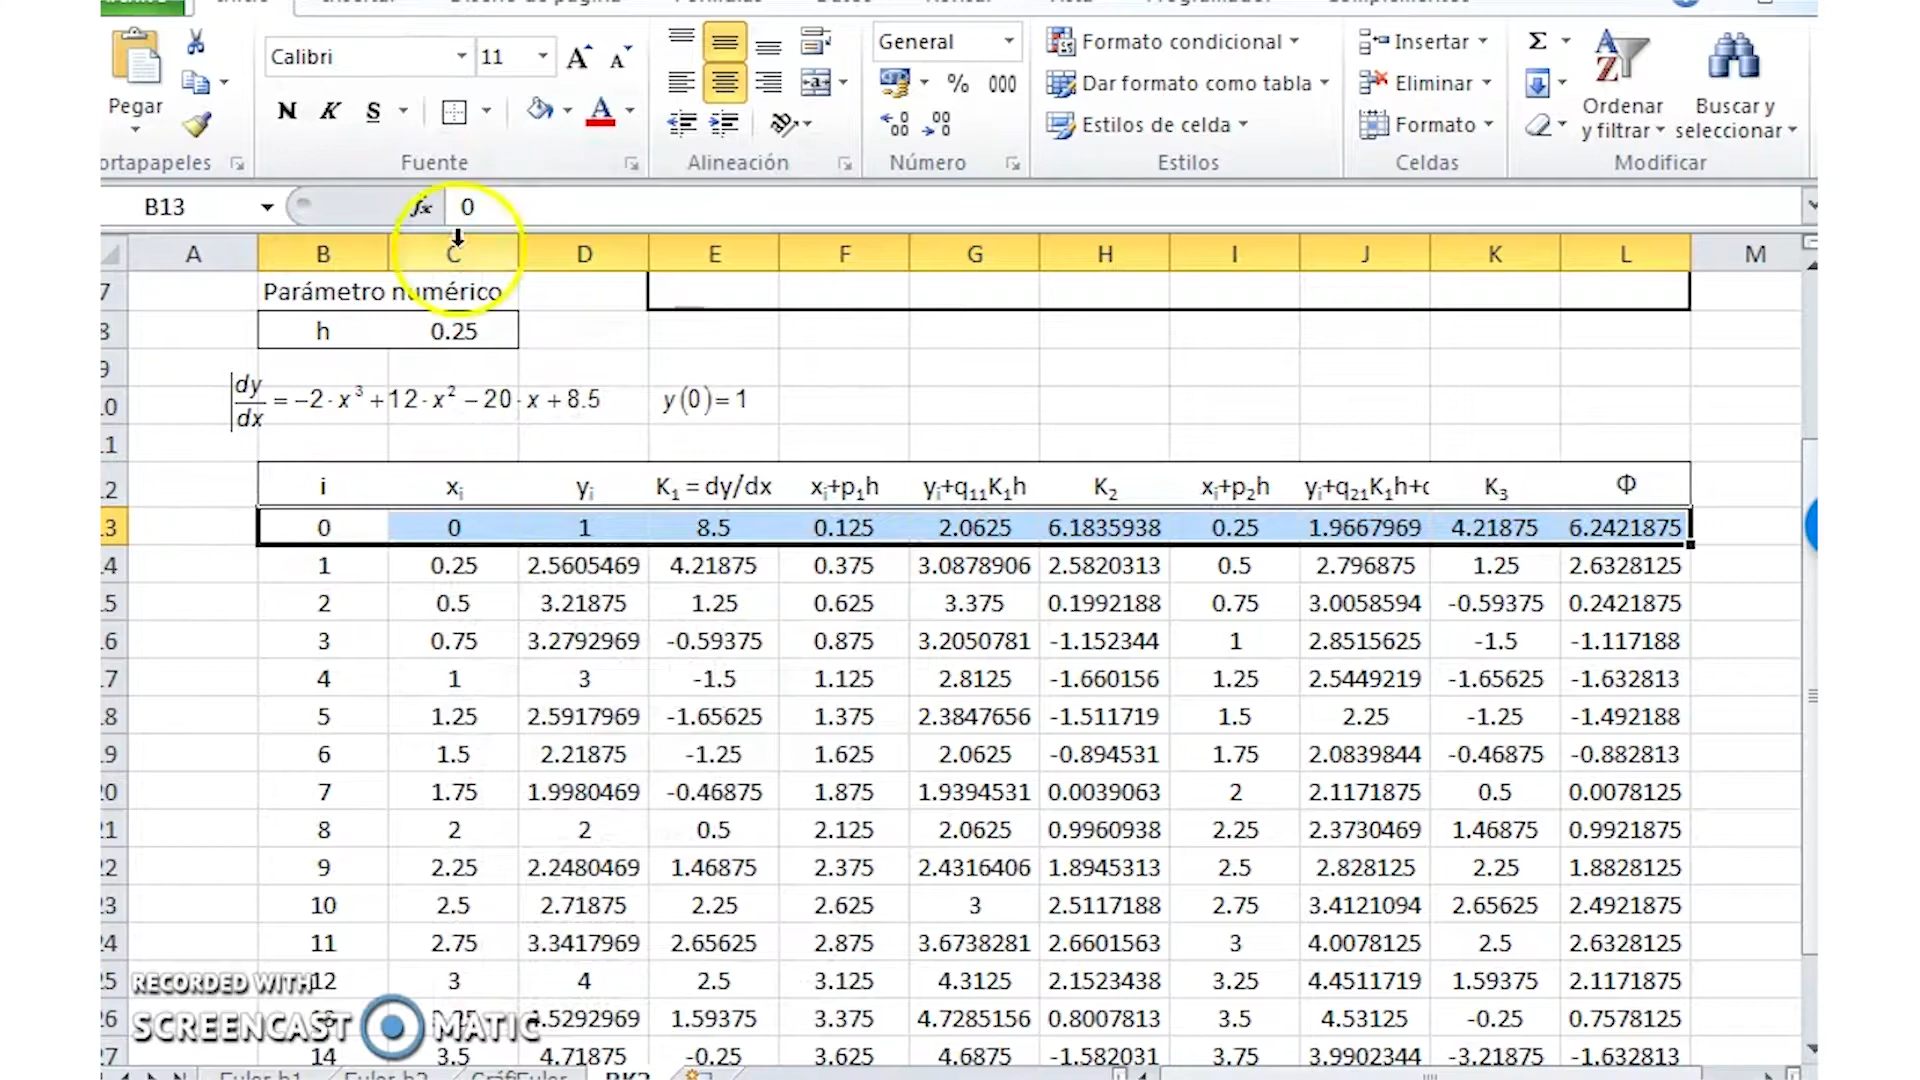 Calibri 11 General Formato condicional Insertar Σ
Pegar % 000 Dar formato como tabla Eliminar Ordenar y filtrar Buscar y seleccionar
N K S A Estilos de celda Formato
ortapapeles Fuente Alineación Número Estilos Celdas Modificar
B13 fx 0
A B C D E F G H I J K L M
7 Parámetro numérico
8 h 0.25
9
dy/dx = -2·x³+12·x²-20·x+8.5 y(0)=1
i xᵢ yᵢ K₁ = dy/dx xᵢ+p₁h yᵢ+q₁₁K₁h K₂ xᵢ+p₂h yᵢ+q₂₁K₁h+ K₃ Φ
0 0 1 8.5 0.125 2.0625 6.1835938 0.25 1.9667969 4.21875 6.2421875
1 0.25 2.5605469 4.21875 0.375 3.0878906 2.5820313 0.5 2.796875 1.25 2.6328125
2 0.5 3.21875 1.25 0.625 3.375 0.1992188 0.75 3.0058594 -0.59375 0.2421875
3 0.75 3.2792969 -0.59375 0.875 3.2050781 -1.152344 1 2.8515625 -1.5 -1.117188
4 1 3 -1.5 1.125 2.8125 -1.660156 1.25 2.5449219 -1.65625 -1.632813
5 1.25 2.5917969 -1.65625 1.375 2.3847656 -1.511719 1.5 2.25 -1.25 -1.492188
6 1.5 2.21875 -1.25 1.625 2.0625 -0.894531 1.75 2.0839844 -0.46875 -0.882813
7 1.75 1.9980469 -0.46875 1.875 1.9394531 0.0039063 2 2.1171875 0.5 0.0078125
8 2 2 0.5 2.125 2.0625 0.9960938 2.25 2.3730469 1.46875 0.9921875
9 2.25 2.2480469 1.46875 2.375 2.4316406 1.8945313 2.5 2.828125 2.25 1.8828125
10 2.5 2.71875 2.25 2.625 3 2.5117188 2.75 3.4121094 2.65625 2.4921875
11 2.75 3.3417969 2.65625 2.875 3.6738281 2.6601563 3 4.0078125 2.5 2.6328125
12 3 4 2.5 3.125 4.3125 2.1523438 3.25 4.4511719 1.59375 2.1171875
.5292969 1.59375 3.375 4.7285156 0.8007813 3.5 4.53125 -0.25 0.7578125
14 3.5 4.71875 -0.25 3.625 4.6875 -1.582031 3.75 3.9902344 -3.21875 -1.632813
RECORDED WITH
SCREENCAST MATIC